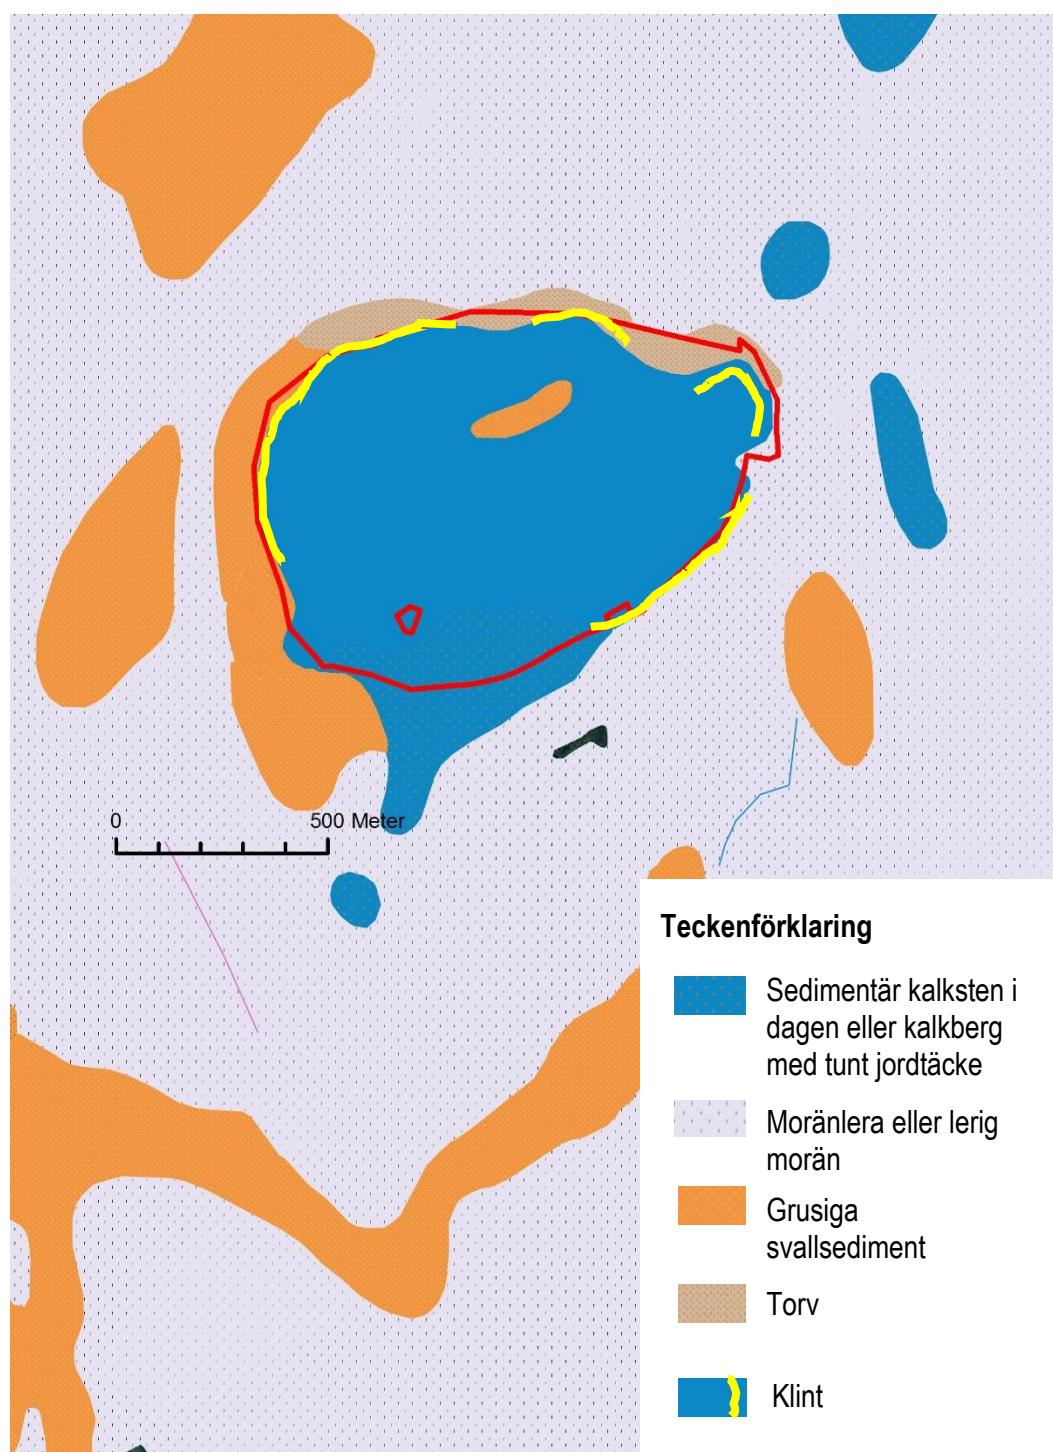 0 500 Meter
Teckenförklaring
Sedimentär kalksten i
dagen eller kalkberg
med tunt jordtäcke
Moränlera eller lerig
morän
Grusiga
svallsediment
Torv
Klint